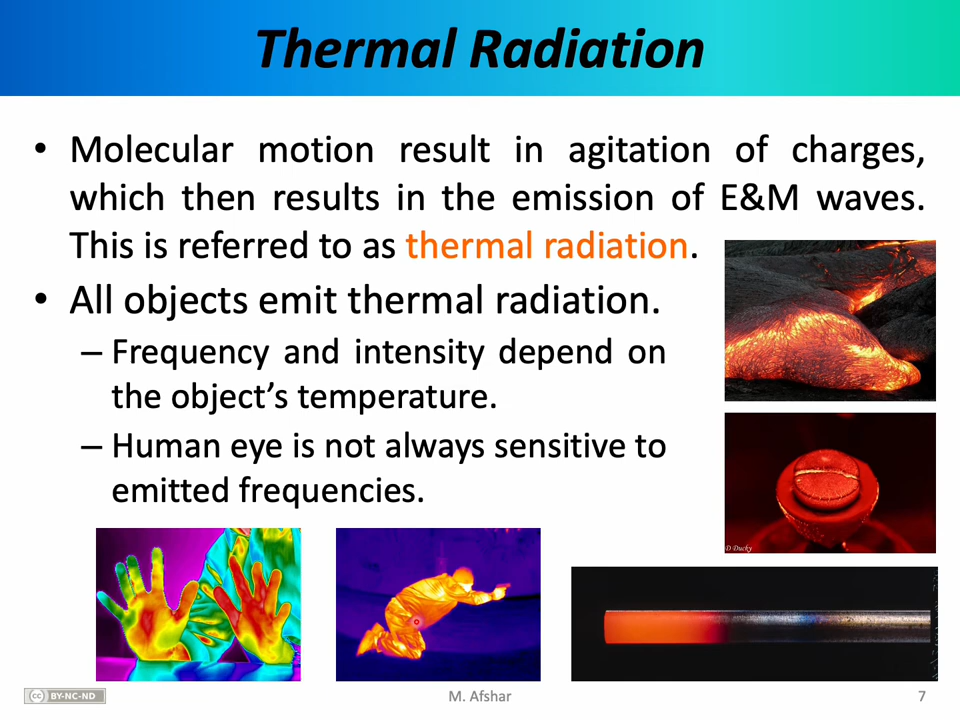 Thermal Radiation
• Molecular motion result in agitation of charges,
which then results in the emission of E&M waves.
This is referred to as thermal radiation.
• All objects emit thermal radiation.
– Frequency and intensity depend on
the object's temperature.
– Human eye is not always sensitive to
emitted frequencies.
D Ducky
CC BY-NC-ND
M. Afshar
7